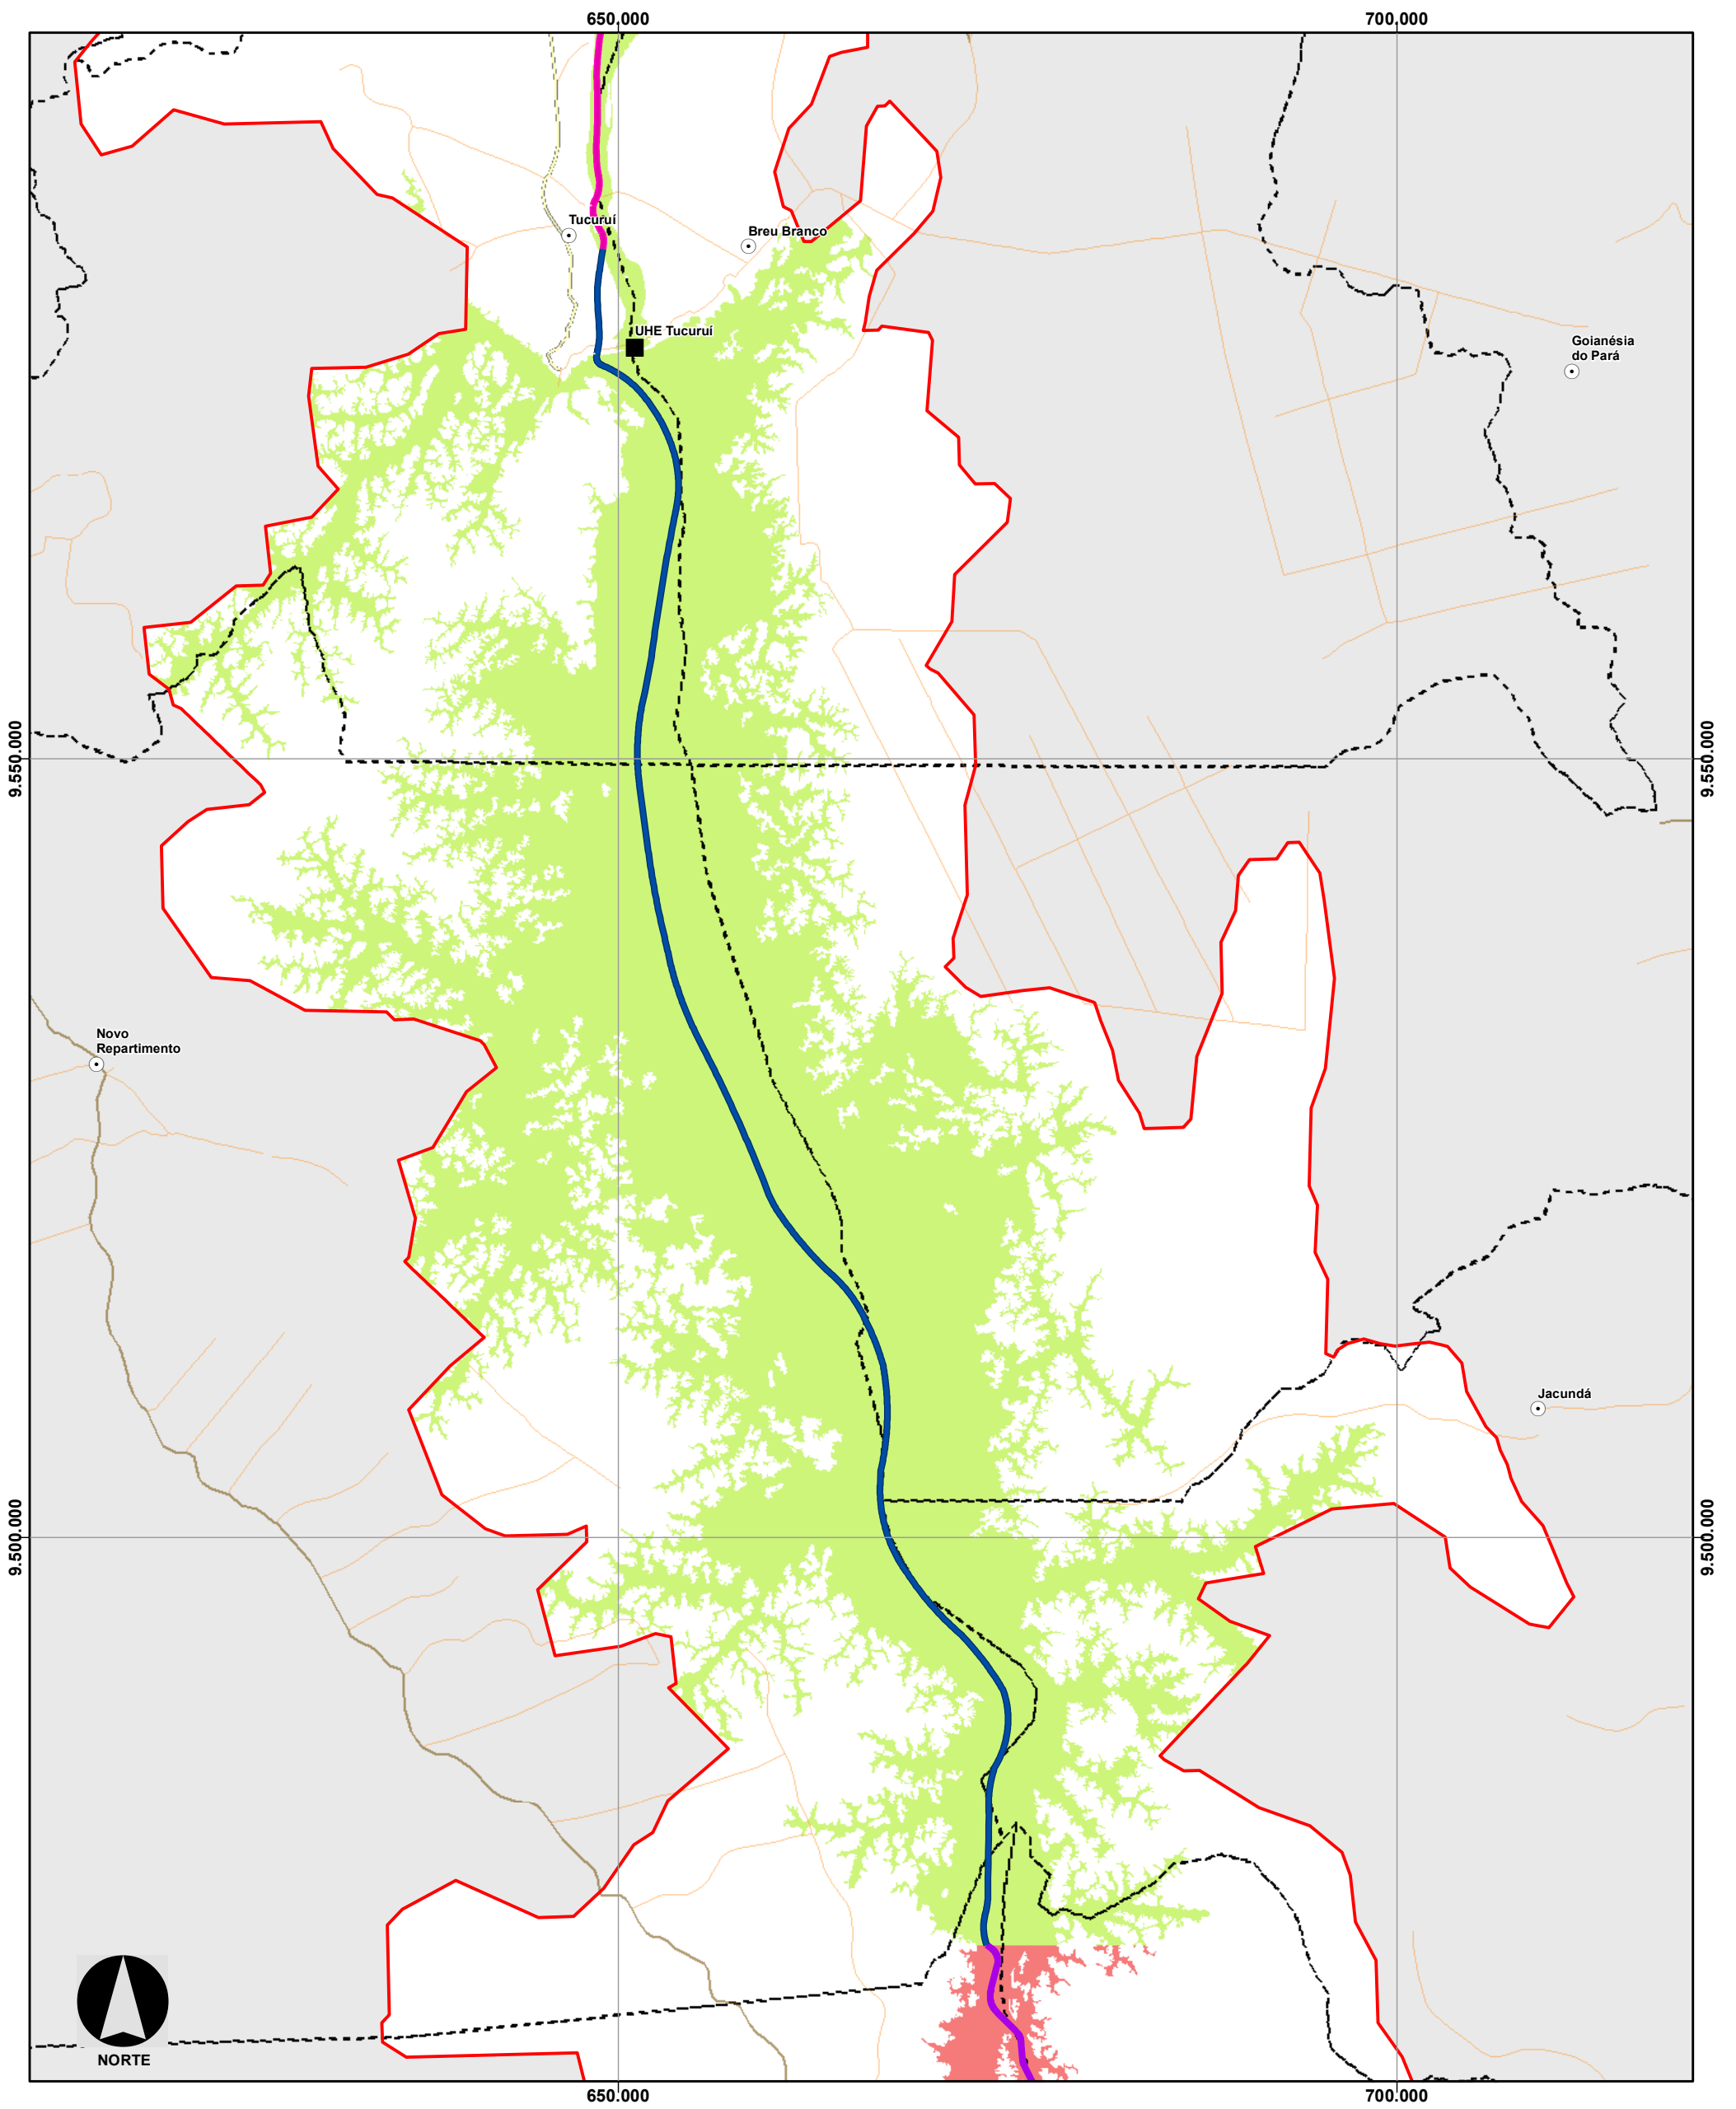 650.000
700.000
Tucuruí
Breu Branco
UHE Tucuruí
Goianésia
do Pará
9.550.000
9.550.000
Novo
Repartimento
Jacundá
9.500.000
9.500.000
NORTE
650.000
700.000